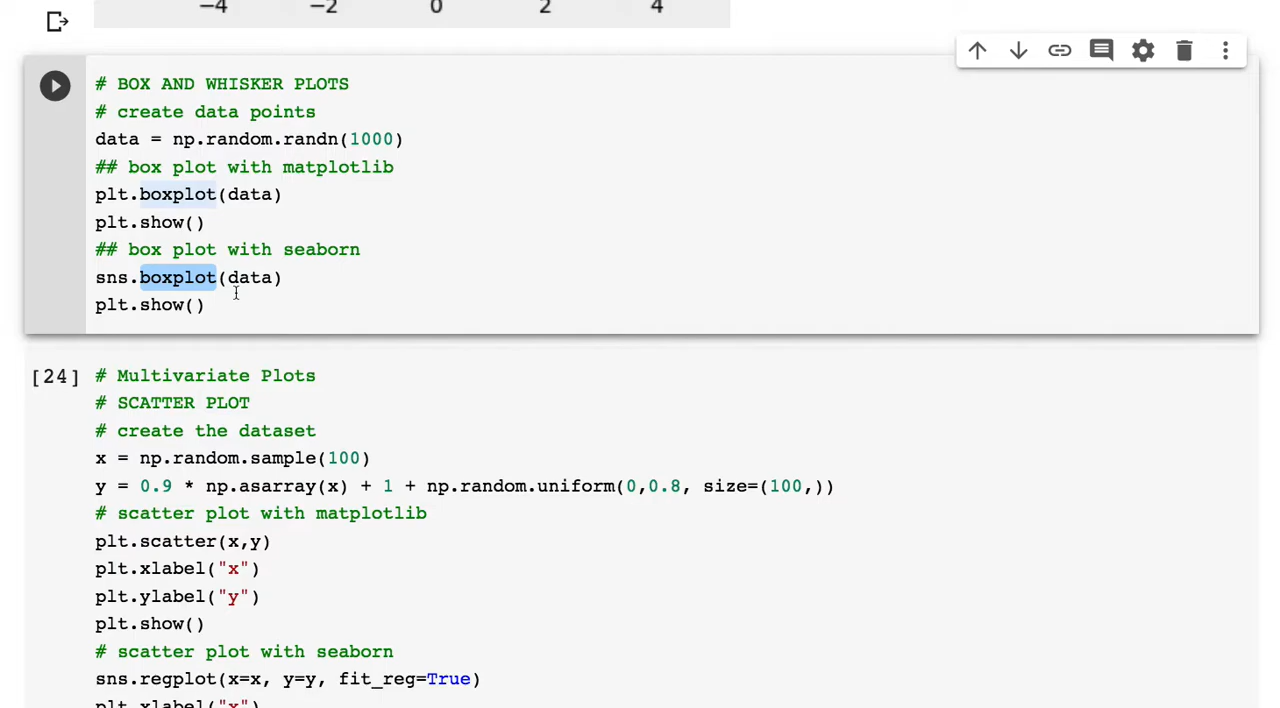 −4 −2 0 2 4
# BOX AND WHISKER PLOTS
# create data points
data = np.random.randn(1000)
## box plot with matplotlib
plt.boxplot(data)
plt.show()
## box plot with seaborn
sns.boxplot(data)
plt.show()
[24] # Multivariate Plots
# SCATTER PLOT
# create the dataset
x = np.random.sample(100)
y = 0.9 * np.asarray(x) + 1 + np.random.uniform(0,0.8, size=(100,))
# scatter plot with matplotlib
plt.scatter(x,y)
plt.xlabel("x")
plt.ylabel("y")
plt.show()
# scatter plot with seaborn
sns.regplot(x=x, y=y, fit_reg=True)
plt.xlabel("x")